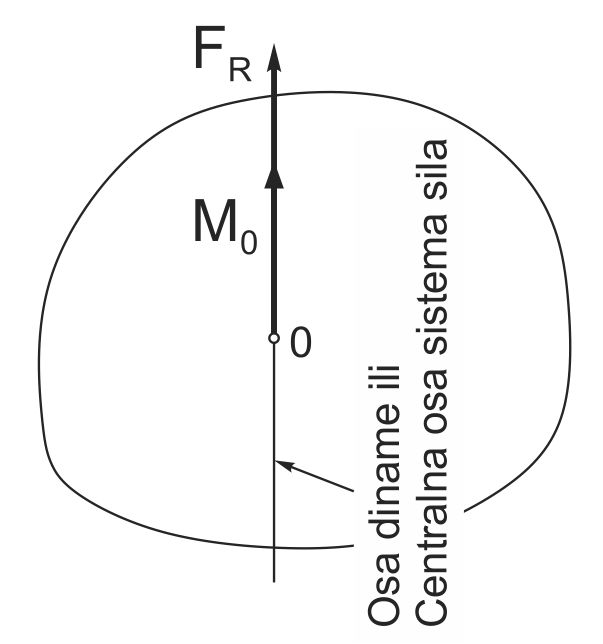 F_R
M_0
0
Osa diname ili
Centralna osa sistema sila